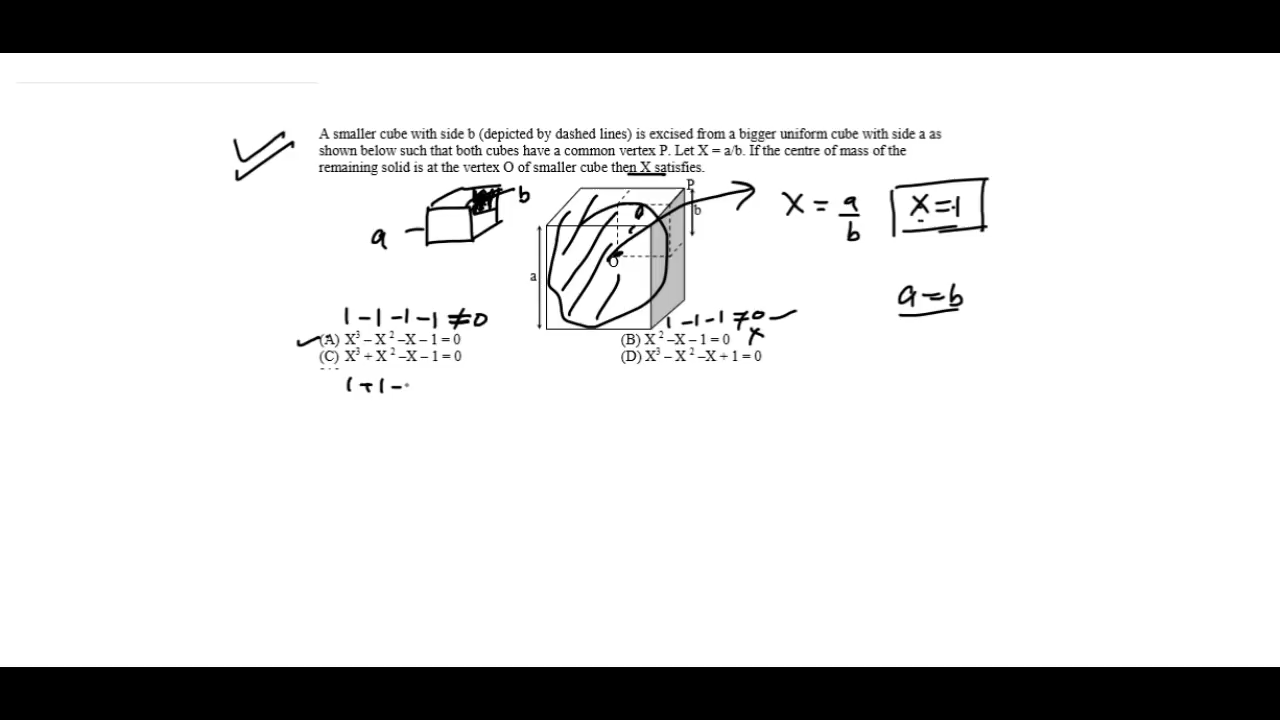 A smaller cube with side b (depicted by dashed lines) is excised from a bigger uniform cube with side a as
shown below such that both cubes have a common vertex P. Let X = a/b. If the centre of mass of the
remaining solid is at the vertex O of smaller cube then X satisfies.
P
b
b
a
O
a
X = a/b
X=1
a=b
1-1-1-1≠0
1-1-1≠0
(A) X³ – X² –X – 1 = 0
(B) X² –X – 1 = 0
(C) X³ + X² –X – 1 = 0
(D) X³ – X² –X + 1 = 0
1+1-